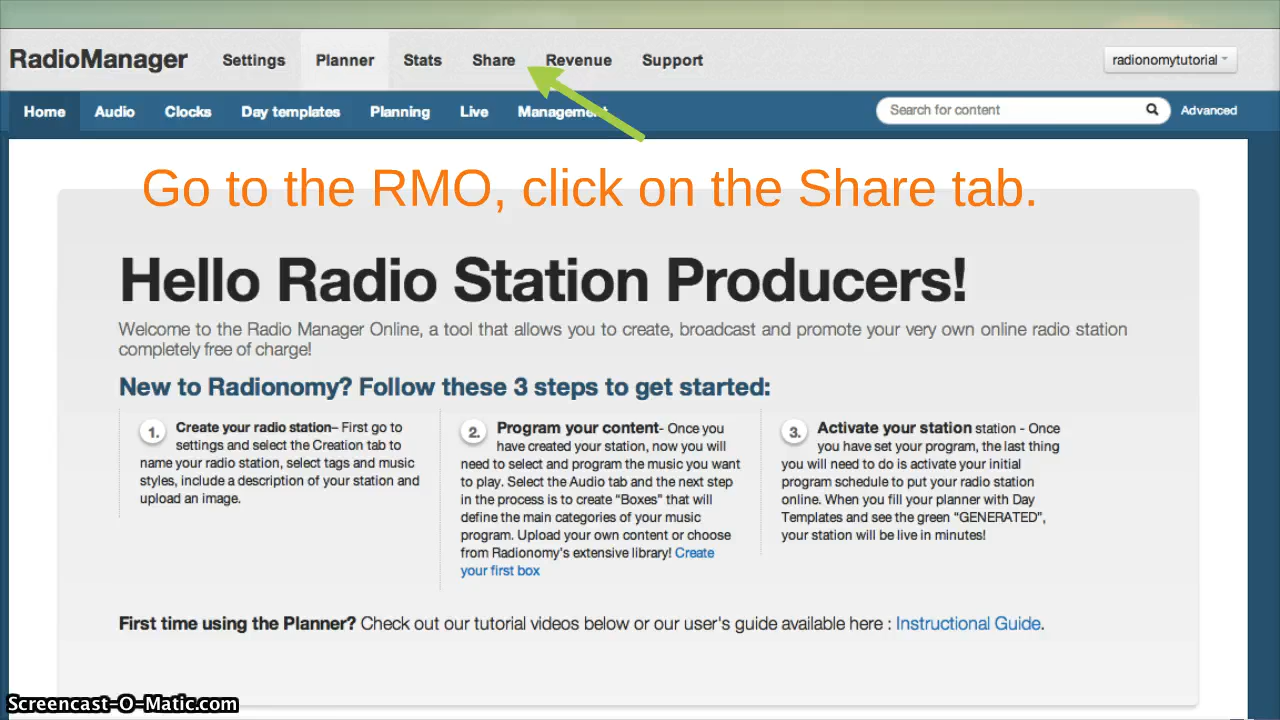 RadioManager Settings Planner Stats Share Revenue Support radionomytutorial
Home Audio Clocks Day templates Planning Live Management Search for content Advanced
Go to the RMO, click on the Share tab.
Hello Radio Station Producers!
Welcome to the Radio Manager Online, a tool that allows you to create, broadcast and promote your very own online radio station
completely free of charge!
New to Radionomy? Follow these 3 steps to get started:
1. Create your radio station– First go to
settings and select the Creation tab to
name your radio station, select tags and music
styles, include a description of your station and
upload an image.
2. Program your content- Once you
have created your station, now you will
need to select and program the music you want
to play. Select the Audio tab and the next step
in the process is to create “Boxes” that will
define the main categories of your music
program. Upload your own content or choose
from Radionomy’s extensive library! Create
your first box
3. Activate your station station - Once
you have set your program, the last thing
you will need to do is activate your initial
program schedule to put your radio station
online. When you fill your planner with Day
Templates and see the green “GENERATED”,
your station will be live in minutes!
First time using the Planner? Check out our tutorial videos below or our user's guide available here : Instructional Guide.
Screencast-O-Matic.com